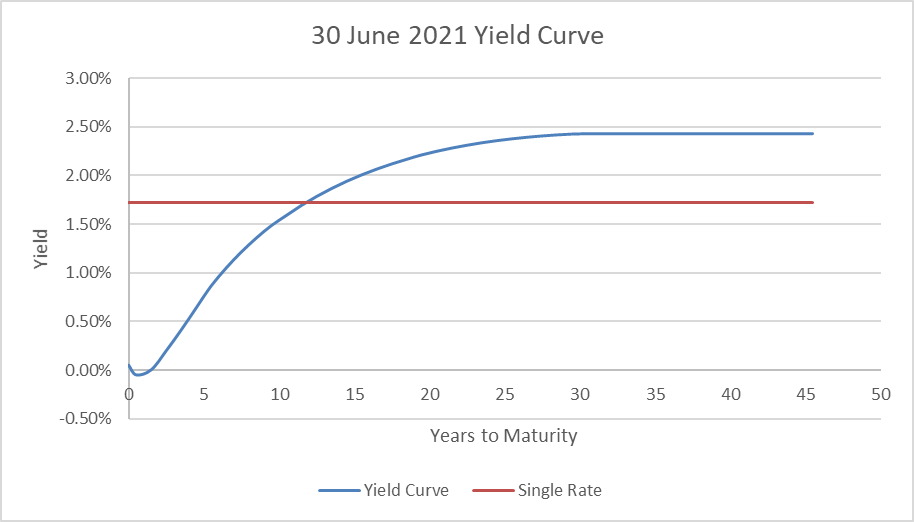 30 June 2021 Yield Curve
3.00%
2.50%
2.00%
1.50%
1.00%
0.50%
0.00%
-0.50%
Yield
0 5 10 15 20 25 30 35 40 45 50
Years to Maturity
Yield Curve Single Rate